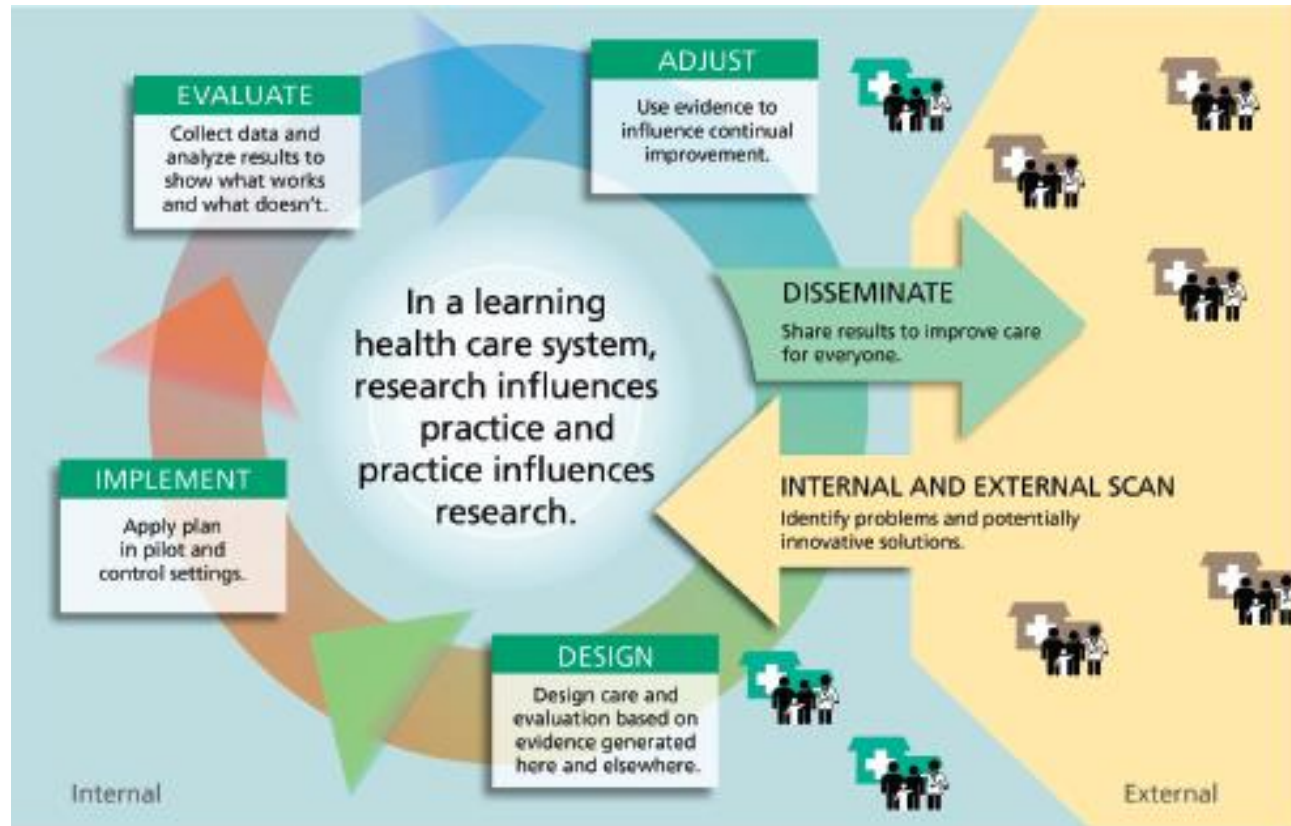 EVALUATE
Collect data and
analyze results to
show what works
and what doesn't.
ADJUST
Use evidence to
influence continual
improvement.
In a learning
health care system,
research influences
practice and
practice influences
research.
DISSEMINATE
Share results to improve care
for everyone.
INTERNAL AND EXTERNAL SCAN
Identify problems and potentially
innovative solutions.
IMPLEMENT
Apply plan
in pilot and
control settings.
DESIGN
Design care and
evaluation based on
evidence generated
here and elsewhere.
Internal
External